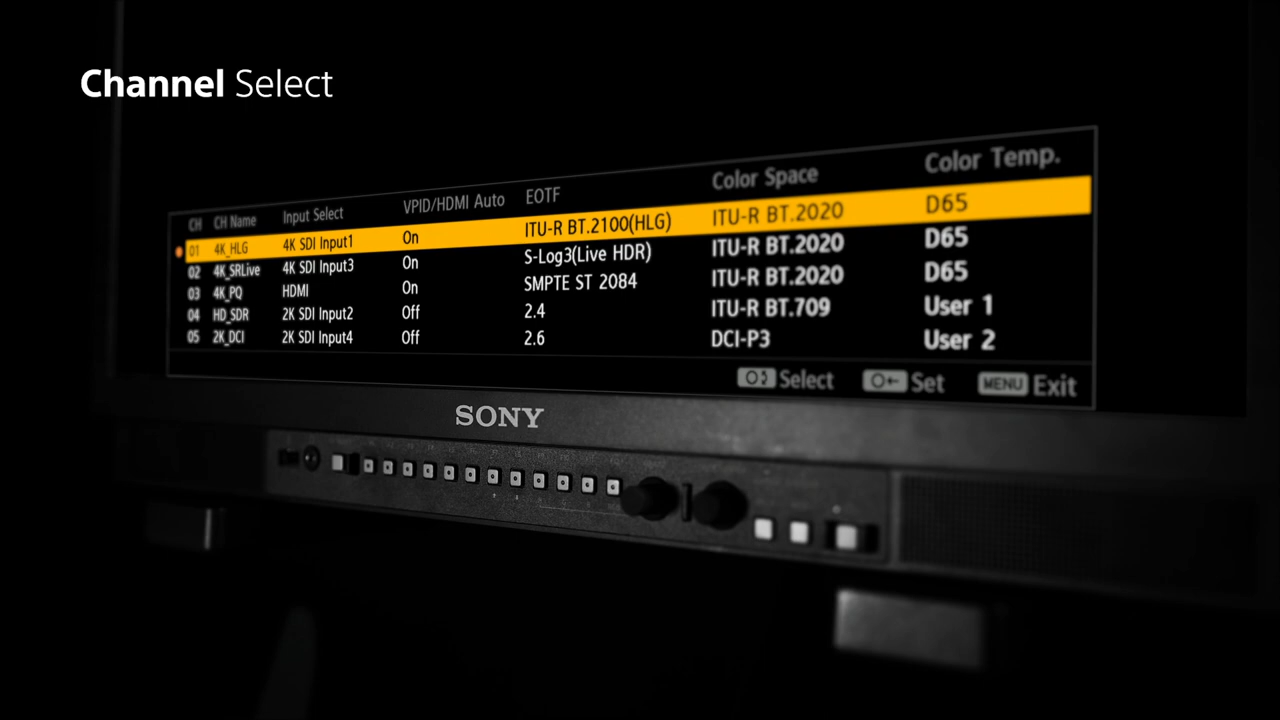 Channel Select
CH CH Name Input Select VPID/HDMI Auto EOTF Color Space Color Temp.
01 4K_HLG 4K SDI Input1 On ITU-R BT.2100(HLG) ITU-R BT.2020 D65
02 4K_SRLive 4K SDI Input3 On S-Log3(Live HDR) ITU-R BT.2020 D65
03 4K_PQ HDMI On SMPTE ST 2084 ITU-R BT.2020 D65
04 HD_SDR 2K SDI Input2 Off 2.4 ITU-R BT.709 User 1
05 2K_DCI 2K SDI Input4 Off 2.6 DCI-P3 User 2
Select Set MENU Exit
SONY